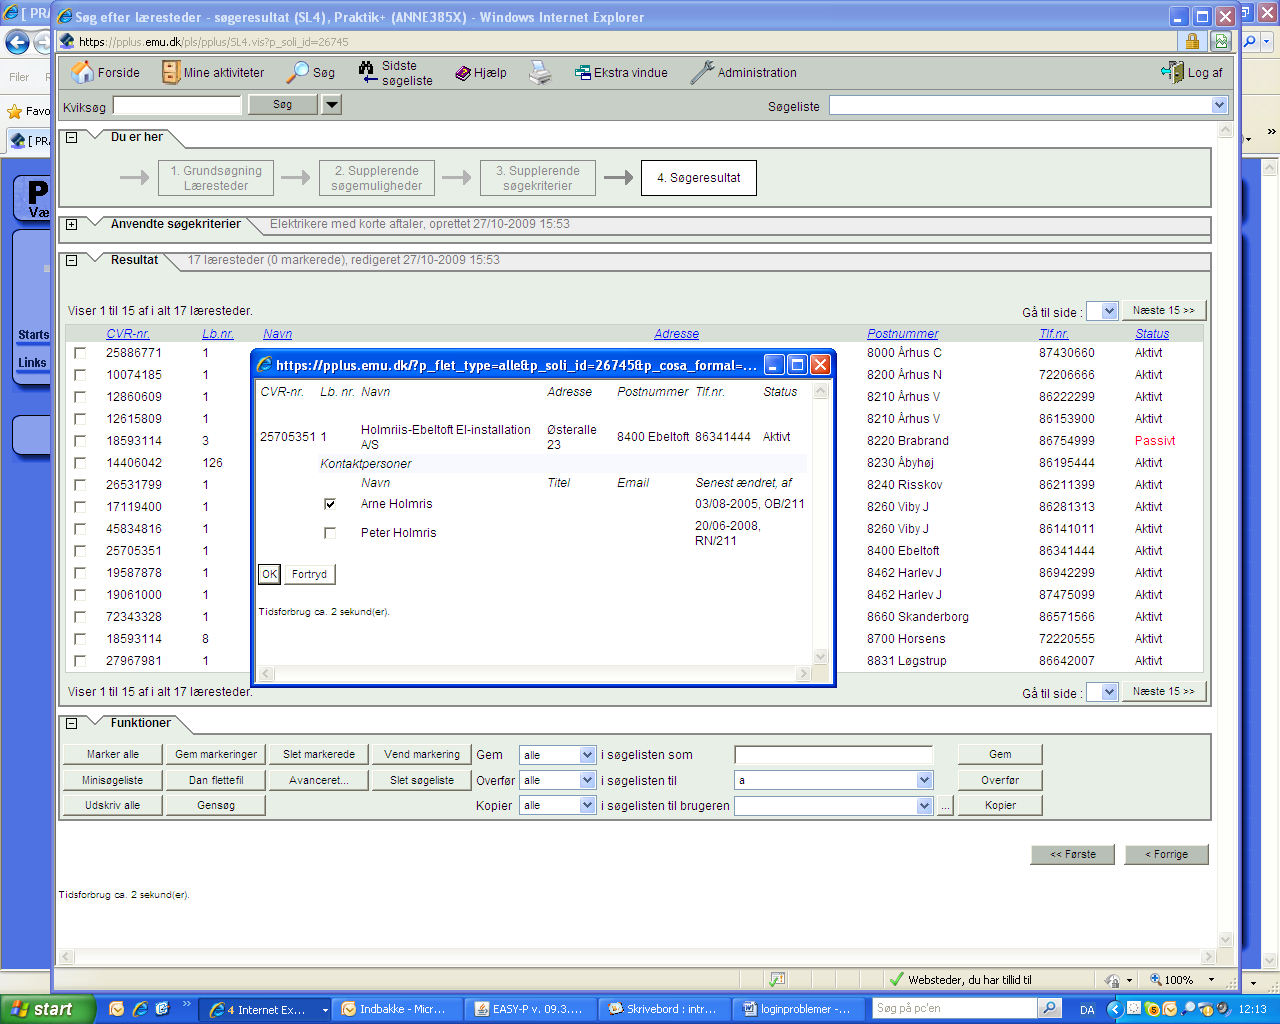 [ PRA
Søg efter læresteder - søgeresultat (SL4), Praktik+ (ANNE385X) - Windows Internet Explorer
https://pplus.emu.dk/pls/pplus/SL4.vis?p_soli_id=26745
Filer
Favo
[ PRA
Forside Mine aktiviteter Søg Sidste søgeliste Hjælp Ekstra vindue Administration Log af
Kviksøg Søg Søgeliste
Du er her
1. Grundsøgning Læresteder
2. Supplerende søgemuligheder
3. Supplerende søgekriterier
4. Søgeresultat
Anvendte søgekriterier Elektrikere med korte aftaler, oprettet 27/10-2009 15:53
Resultat 17 læresteder (0 markerede), redigeret 27/10-2009 15:53
Starts
Links
Viser 1 til 15 af i alt 17 læresteder. Gå til side : Næste 15 >>
CVR-nr. Lb.nr. Navn Adresse Postnummer Tlf.nr. Status
25886771 1 8000 Århus C 87430660 Aktivt
10074185 1 8200 Århus N 72206666 Aktivt
12860609 1 8210 Århus V 86222299 Aktivt
12615809 1 8210 Århus V 86153900 Aktivt
18593114 3 8220 Brabrand 86754999 Passivt
14406042 126 8230 Åbyhøj 86195444 Aktivt
26531799 1 8240 Risskov 86211399 Aktivt
17119400 1 8260 Viby J 86281313 Aktivt
45834816 1 8260 Viby J 86141011 Aktivt
25705351 1 8400 Ebeltoft 86341444 Aktivt
19587878 1 8462 Harlev J 86942299 Aktivt
19061000 1 8462 Harlev J 87475099 Aktivt
72343328 1 8660 Skanderborg 86571566 Aktivt
18593114 8 8700 Horsens 72220555 Aktivt
27967981 1 8831 Løgstrup 86642007 Aktivt
https://pplus.emu.dk/?p_flet_type=alle&p_soli_id=26745&p_cosa_formal=...
CVR-nr. Lb. nr. Navn Adresse Postnummer Tlf.nr. Status
25705351 1 Holmriis-Ebeltoft El-installation A/S Østeralle 23 8400 Ebeltoft 86341444 Aktivt
Kontaktpersoner
Navn Titel Email Senest ændret, af
Arne Holmris 03/08-2005, OB/211
Peter Holmris 20/06-2008, RN/211
OK Fortryd
Tidsforbrug ca. 2 sekund(er).
Viser 1 til 15 af i alt 17 læresteder. Gå til side : Næste 15 >>
Funktioner
Marker alle Gem markeringer Slet markerede Vend markering Gem alle i søgelisten som Gem
Minisøgeliste Dan flettefil Avanceret... Slet søgeliste Overfør alle i søgelisten til a Overfør
Udskriv alle Gensøg Kopier alle i søgelisten til brugeren ... Kopier
<< Første < Forrige
Tidsforbrug ca. 2 sekund(er).
Websteder, du har tillid til 100%
start 4 Internet Ex... Indbakke - Micr... EASY-P v. 09.3.... Skrivebord : intr... loginproblemer -... Søg på pc'en DA 12:13